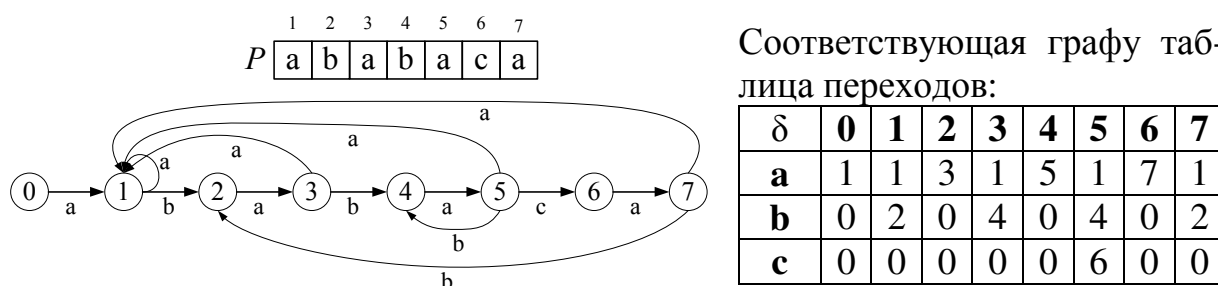 1 2 3 4 5 6 7
P a b a b a c a
Соответствующая графу таб-
лица переходов:
δ 0 1 2 3 4 5 6 7
a 1 1 3 1 5 1 7 1
b 0 2 0 4 0 4 0 2
c 0 0 0 0 0 6 0 0
a
a
a
a
0 1 2 3 4 5 6 7
a b a b a c a
b
b